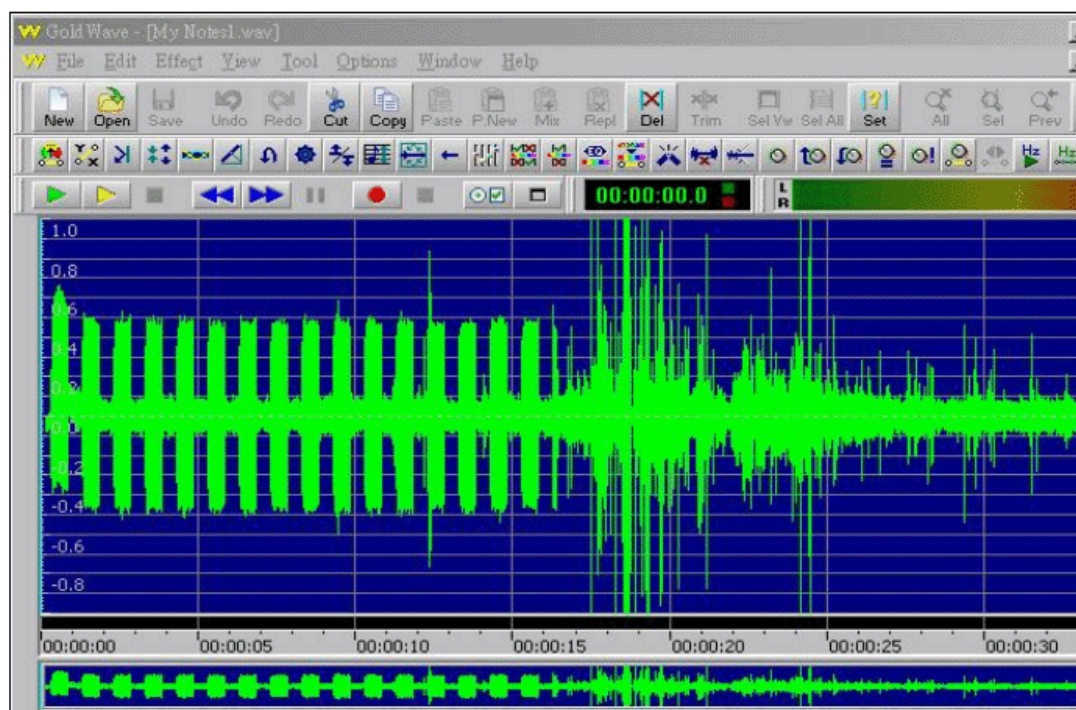 Gold Wave - [My Notes1.wav]
File Edit Effect View Tool Options Window Help
New Open Save Undo Redo Cut Copy Paste P.New Mix Repl Del Trim Sel Vw Sel All Set All Sel Prev
Hz Hz
00:00:00.0 L
R
1.0
0.8
0.6
0.4
0.2
0.0
-0.2
-0.4
-0.6
-0.8
00:00:00 00:00:05 00:00:10 00:00:15 00:00:20 00:00:25 00:00:30